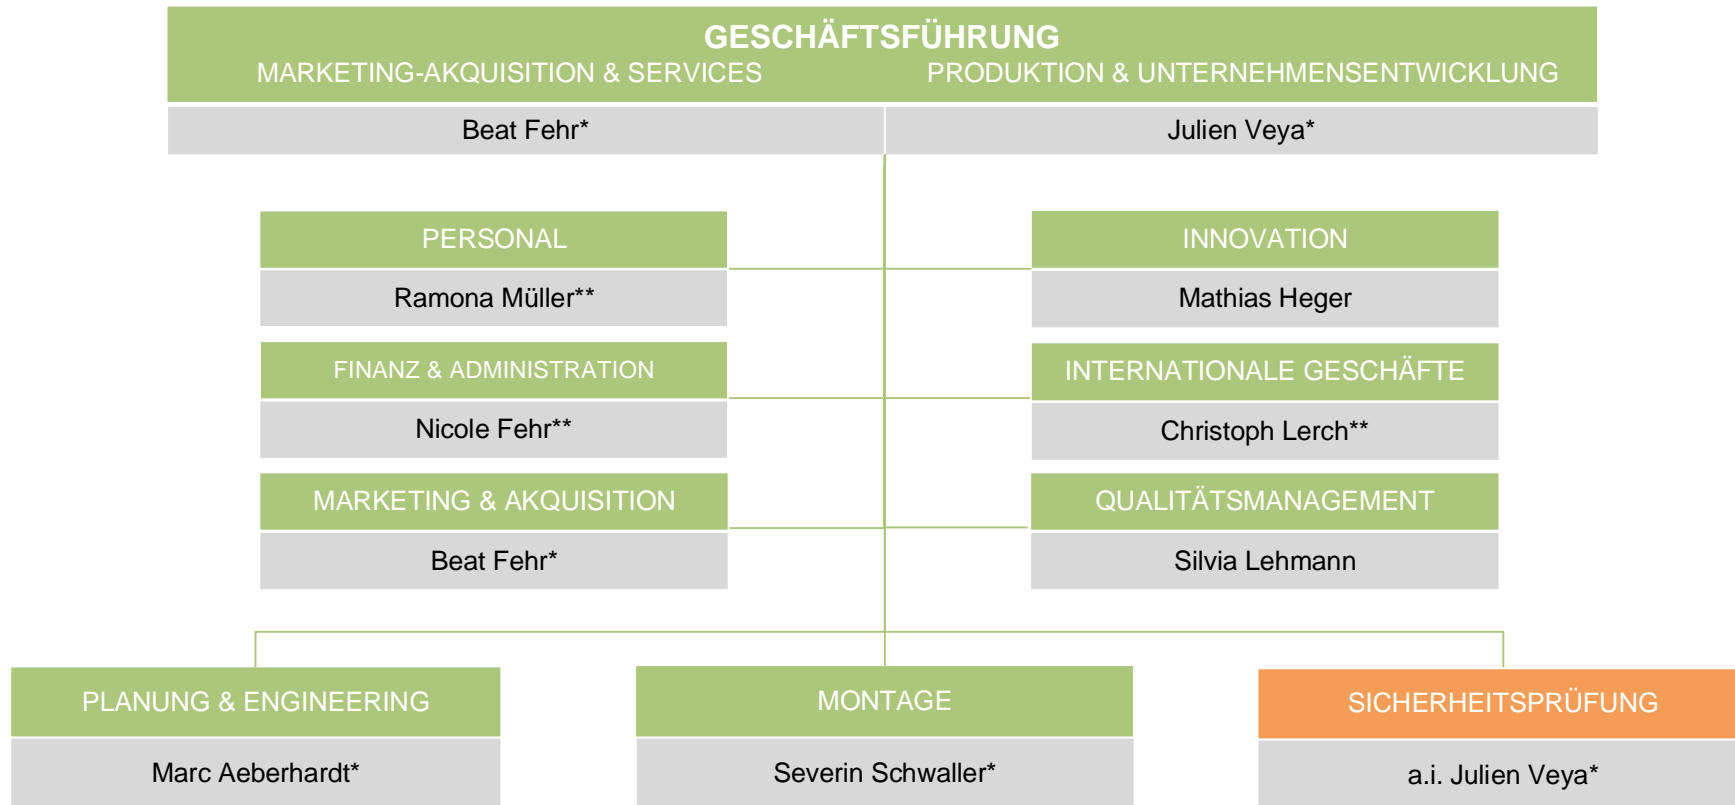 GESCHÄFTSFÜHRUNG
MARKETING-AKQUISITION & SERVICES PRODUKTION & UNTERNEHMENSENTWICKLUNG
Beat Fehr* Julien Veya*
PERSONAL
Ramona Müller**
FINANZ & ADMINISTRATION
Nicole Fehr**
MARKETING & AKQUISITION
Beat Fehr*
INNOVATION
Mathias Heger
INTERNATIONALE GESCHÄFTE
Christoph Lerch**
QUALITÄTSMANAGEMENT
Silvia Lehmann
PLANUNG & ENGINEERING
Marc Aeberhardt*
MONTAGE
Severin Schwaller*
SICHERHEITSPRÜFUNG
a.i. Julien Veya*